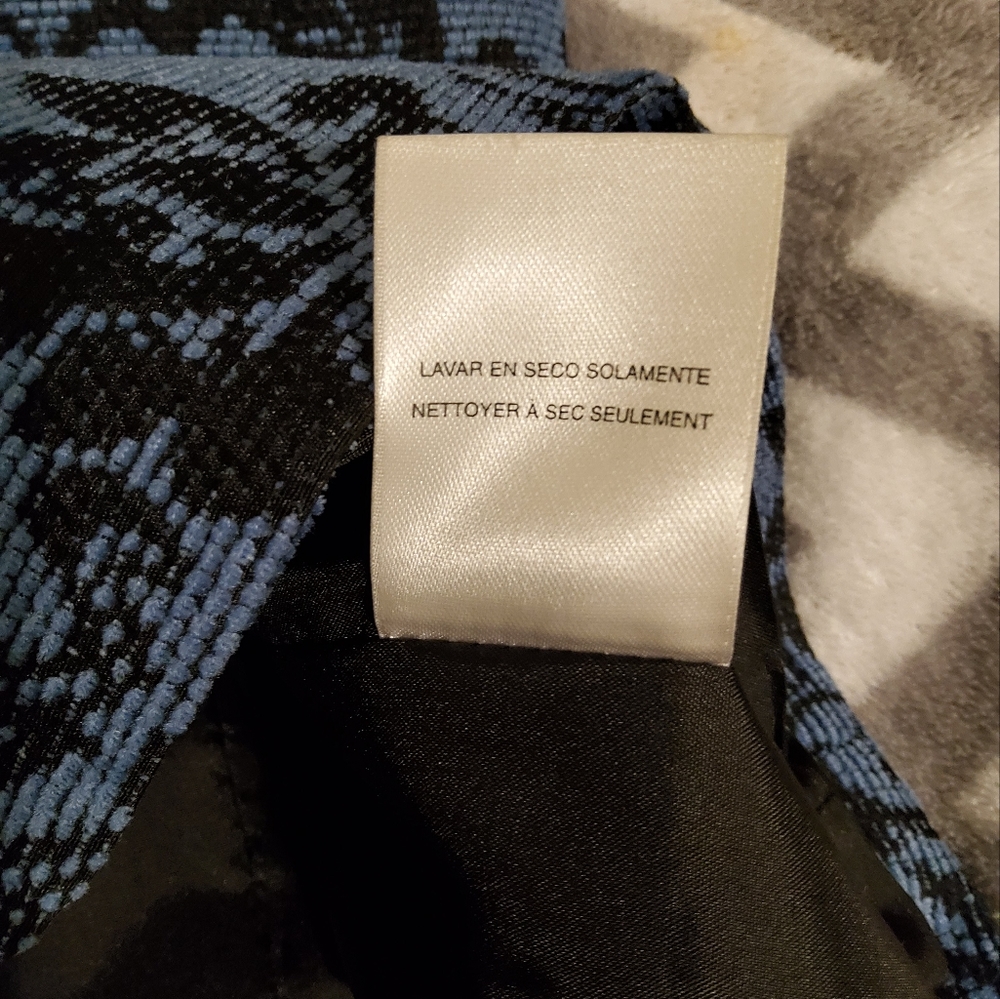 LAVAR EN SECO SOLAMENTE
NETTOYER À SEC SEULEMENT